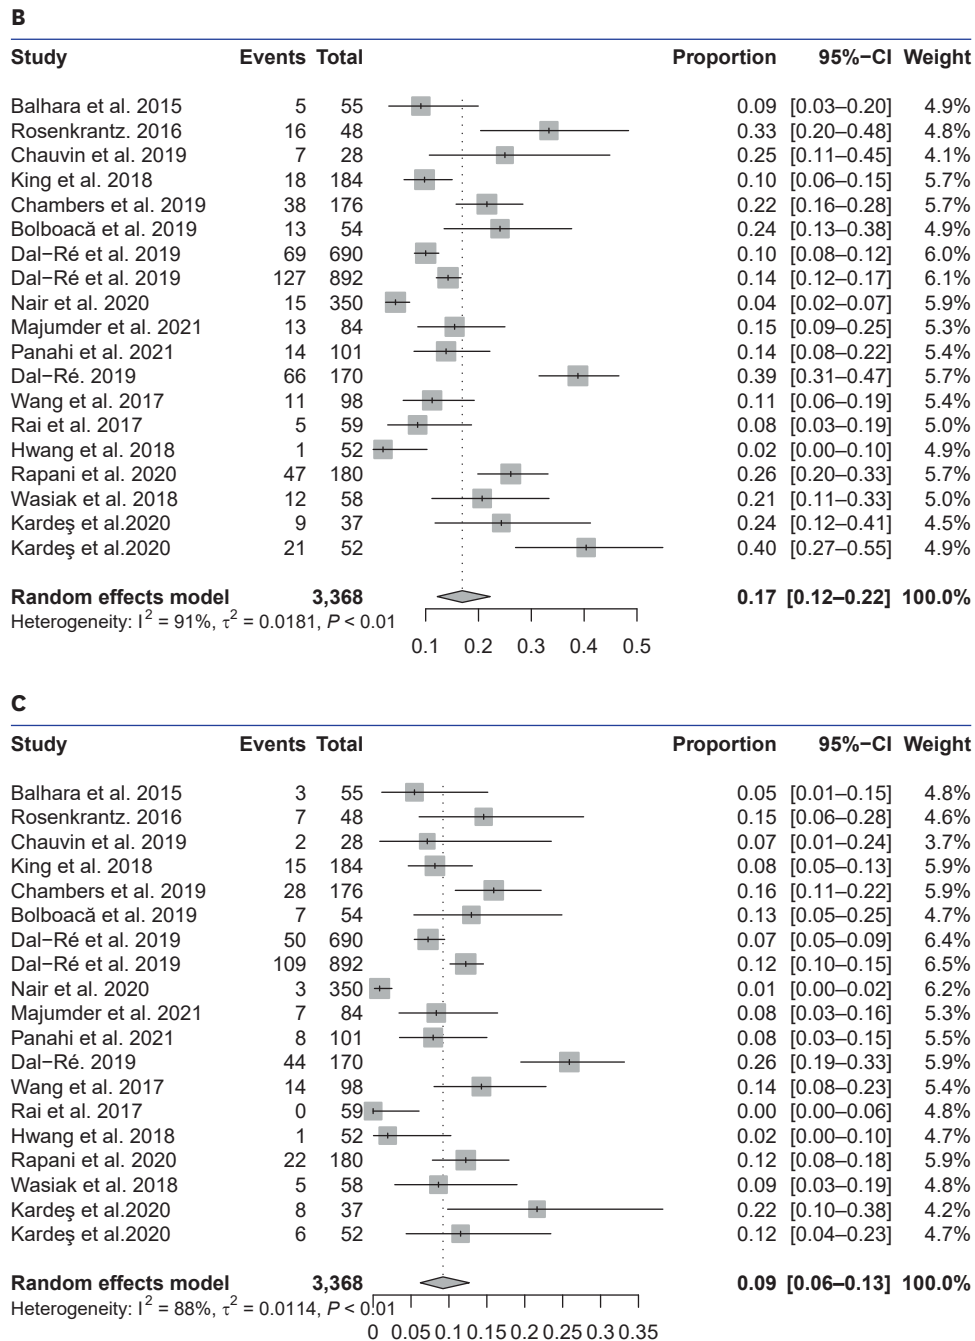 B
Study Events Total Proportion 95%−CI Weight
Balhara et al. 2015 5 55 0.09 [0.03–0.20] 4.9%
Rosenkrantz. 2016 16 48 0.33 [0.20–0.48] 4.8%
Chauvin et al. 2019 7 28 0.25 [0.11–0.45] 4.1%
King et al. 2018 18 184 0.10 [0.06–0.15] 5.7%
Chambers et al. 2019 38 176 0.22 [0.16–0.28] 5.7%
Bolboacă et al. 2019 13 54 0.24 [0.13–0.38] 4.9%
Dal−Ré et al. 2019 69 690 0.10 [0.08–0.12] 6.0%
Dal−Ré et al. 2019 127 892 0.14 [0.12–0.17] 6.1%
Nair et al. 2020 15 350 0.04 [0.02–0.07] 5.9%
Majumder et al. 2021 13 84 0.15 [0.09–0.25] 5.3%
Panahi et al. 2021 14 101 0.14 [0.08–0.22] 5.4%
Dal−Ré. 2019 66 170 0.39 [0.31–0.47] 5.7%
Wang et al. 2017 11 98 0.11 [0.06–0.19] 5.4%
Rai et al. 2017 5 59 0.08 [0.03–0.19] 5.0%
Hwang et al. 2018 1 52 0.02 [0.00–0.10] 4.9%
Rapani et al. 2020 47 180 0.26 [0.20–0.33] 5.7%
Wasiak et al. 2018 12 58 0.21 [0.11–0.33] 5.0%
Kardeş et al.2020 9 37 0.24 [0.12–0.41] 4.5%
Kardeş et al.2020 21 52 0.40 [0.27–0.55] 4.9%
Random effects model 3,368 0.17 [0.12–0.22] 100.0%
Heterogeneity: I² = 91%, τ² = 0.0181, P < 0.01
0.1 0.2 0.3 0.4 0.5
C
Study Events Total Proportion 95%−CI Weight
Balhara et al. 2015 3 55 0.05 [0.01–0.15] 4.8%
Rosenkrantz. 2016 7 48 0.15 [0.06–0.28] 4.6%
Chauvin et al. 2019 2 28 0.07 [0.01–0.24] 3.7%
King et al. 2018 15 184 0.08 [0.05–0.13] 5.9%
Chambers et al. 2019 28 176 0.16 [0.11–0.22] 5.9%
Bolboacă et al. 2019 7 54 0.13 [0.05–0.25] 4.7%
Dal−Ré et al. 2019 50 690 0.07 [0.05–0.09] 6.4%
Dal−Ré et al. 2019 109 892 0.12 [0.10–0.15] 6.5%
Nair et al. 2020 3 350 0.01 [0.00–0.02] 6.2%
Majumder et al. 2021 7 84 0.08 [0.03–0.16] 5.3%
Panahi et al. 2021 8 101 0.08 [0.03–0.15] 5.5%
Dal−Ré. 2019 44 170 0.26 [0.19–0.33] 5.9%
Wang et al. 2017 14 98 0.14 [0.08–0.23] 5.4%
Rai et al. 2017 0 59 0.00 [0.00–0.06] 4.8%
Hwang et al. 2018 1 52 0.02 [0.00–0.10] 4.7%
Rapani et al. 2020 22 180 0.12 [0.08–0.18] 5.9%
Wasiak et al. 2018 5 58 0.09 [0.03–0.19] 4.8%
Kardeş et al.2020 8 37 0.22 [0.10–0.38] 4.2%
Kardeş et al.2020 6 52 0.12 [0.04–0.23] 4.7%
Random effects model 3,368 0.09 [0.06–0.13] 100.0%
Heterogeneity: I² = 88%, τ² = 0.0114, P < 0.01
0 0.05 0.1 0.15 0.2 0.25 0.3 0.35